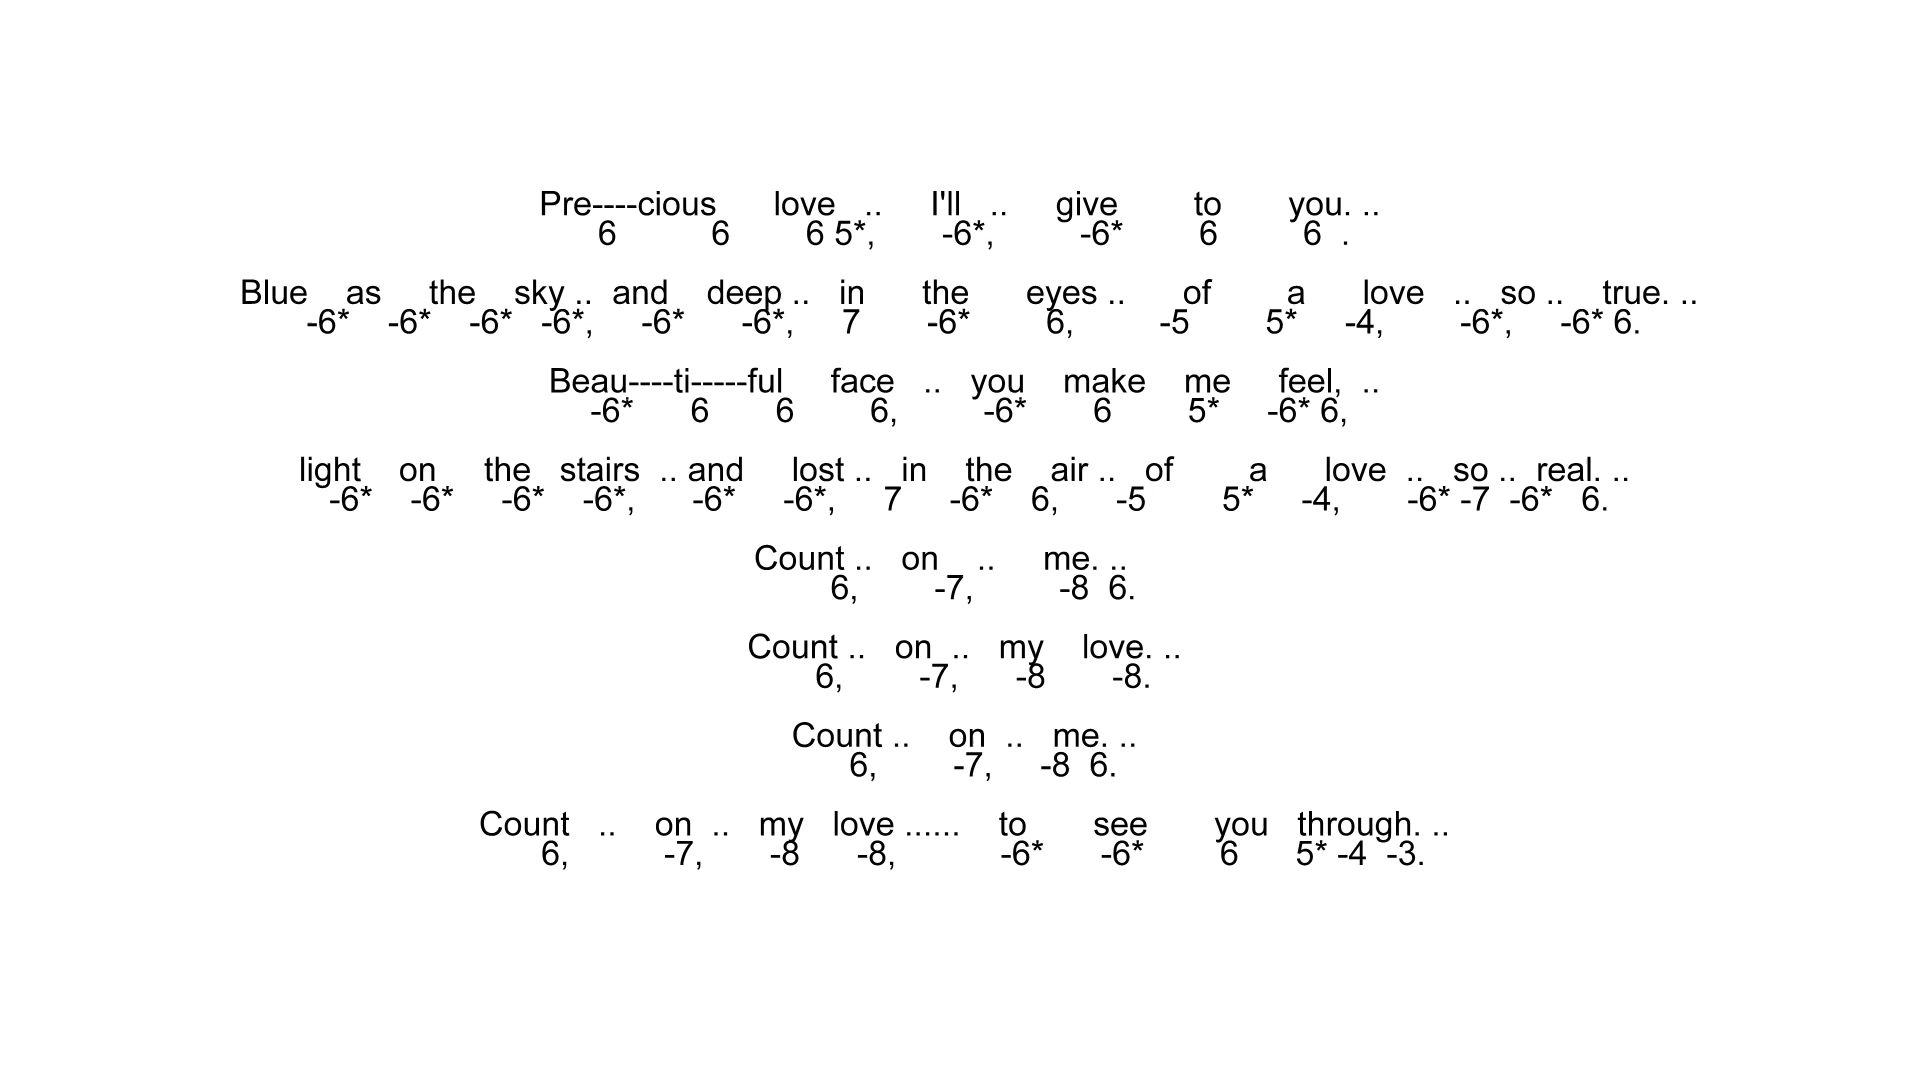 Pre----cious love .. I'll .. give to you. ..
6 6 6 5*, -6*, -6* 6 6 .
Blue as the sky .. and deep .. in the eyes .. of a love .. so .. true. ..
-6* -6* -6* -6*, -6* -6*, 7 -6* 6, -5 5* -4, -6*, -6* 6.
Beau----ti-----ful face .. you make me feel, ..
-6* 6 6 6, -6* 6 5* -6* 6,
light on the stairs .. and lost .. in the air .. of a love .. so .. real. ..
-6* -6* -6* -6*, -6* -6*, 7 -6* 6, -5 5* -4, -6* -7 -6* 6.
Count .. on .. me. ..
6, -7, -8 6.
Count .. on .. my love. ..
6, -7, -8 -8.
Count .. on .. me. ..
6, -7, -8 6.
Count .. on .. my love ...... to see you through. ..
6, -7, -8 -8, -6* -6* 6 5* -4 -3.